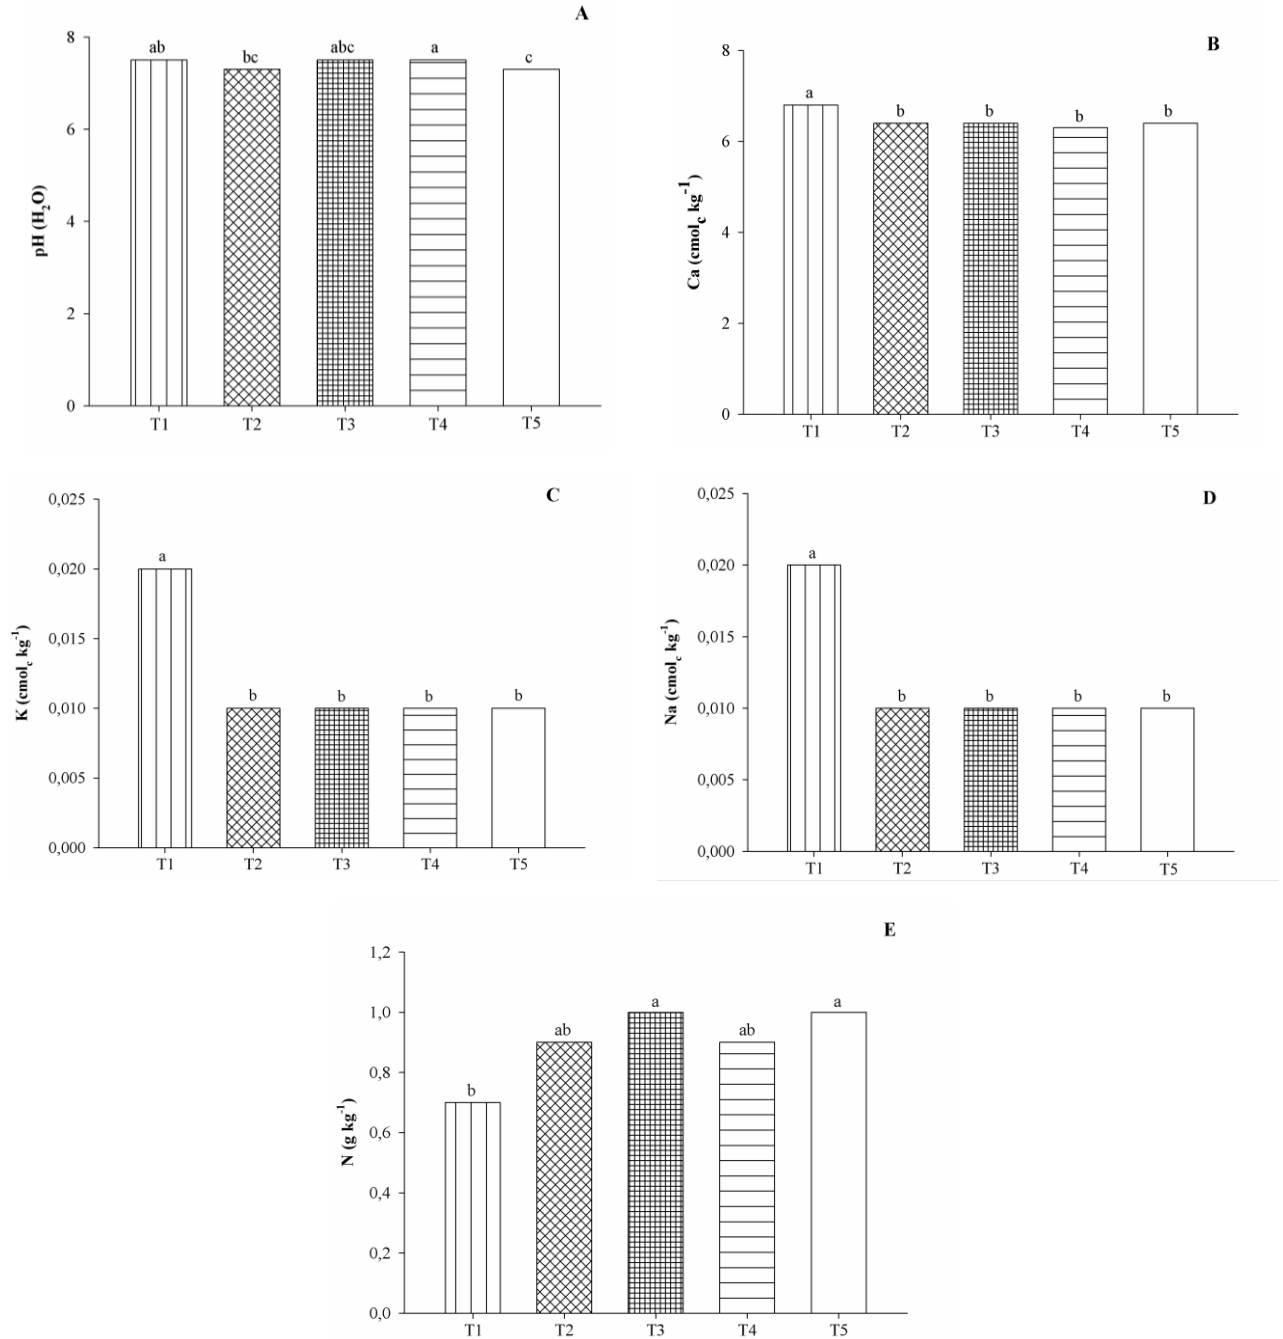 A
8
6
4
2
0
pH (H₂O)
ab
bc
abc
a
c
T1 T2 T3 T4 T5
B
8
6
4
2
0
Ca (cmolc kg⁻¹)
a
b
b
b
b
T1 T2 T3 T4 T5
C
0,025
0,020
0,015
0,010
0,005
0,000
K (cmolc kg⁻¹)
a
b
b
b
b
T1 T2 T3 T4 T5
D
0,025
0,020
0,015
0,010
0,005
0,000
Na (cmolc kg⁻¹)
a
b
b
b
b
T1 T2 T3 T4 T5
E
1,2
1,0
0,8
0,6
0,4
0,2
0,0
N (g kg⁻¹)
b
ab
a
ab
a
T1 T2 T3 T4 T5